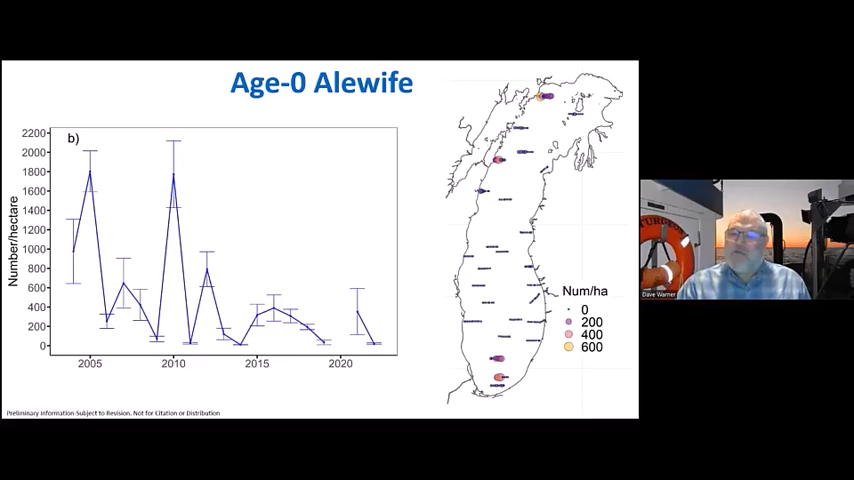 Age-0 Alewife
b)
2200
2000
1800
1600
1400
1200
1000
800
600
400
200
0
Number/hectare
2005
2010
2015
2020
Num/ha
0
200
400
600
Preliminary Information-Subject to Revision. Not for Citation or Distribution
STURGEON
Dave Warner